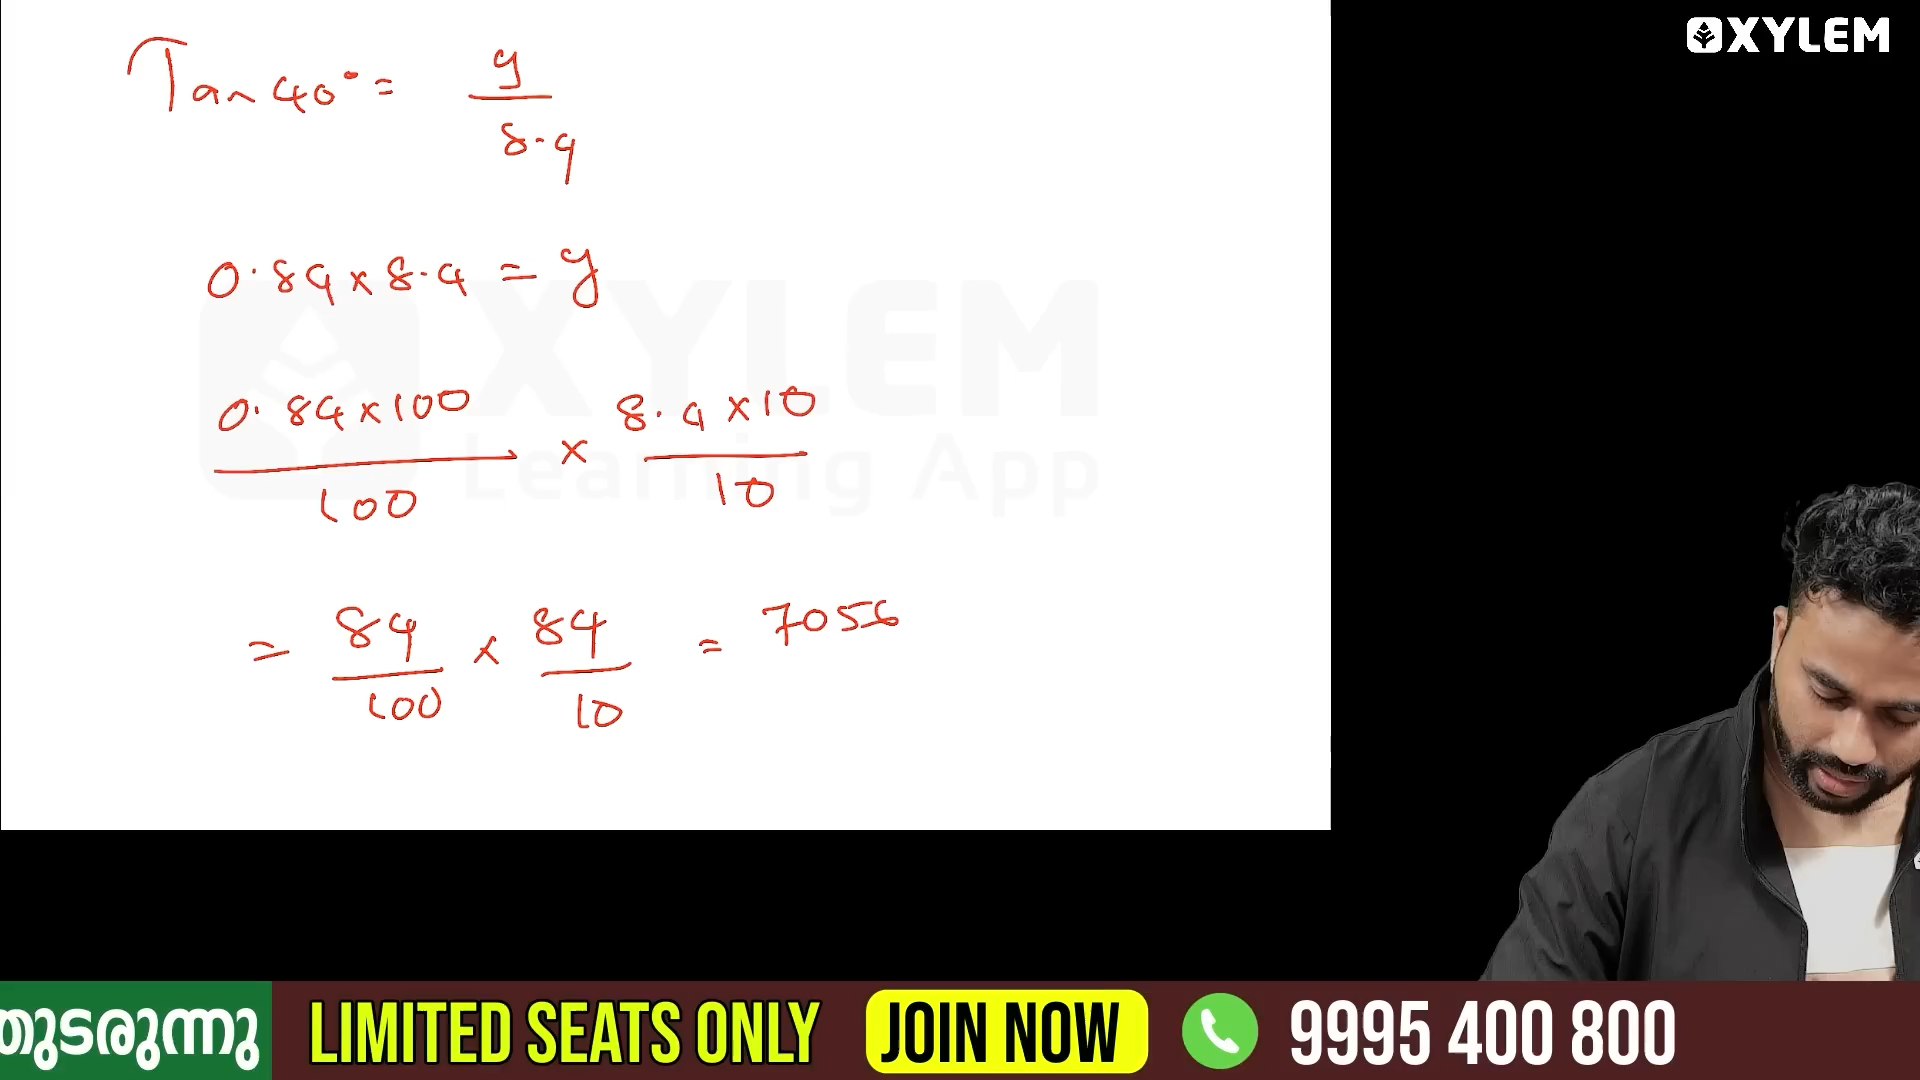 XYLEM
Tan 40° = y / 8.4
0.84 x 8.4 = y
0.84 x 100 / 100 x 8.4 x 10 / 10
= 84 / 100 x 84 / 10 = 7056
XYLEM
Learning App
തുടരുന്നു LIMITED SEATS ONLY JOIN NOW 9995 400 800